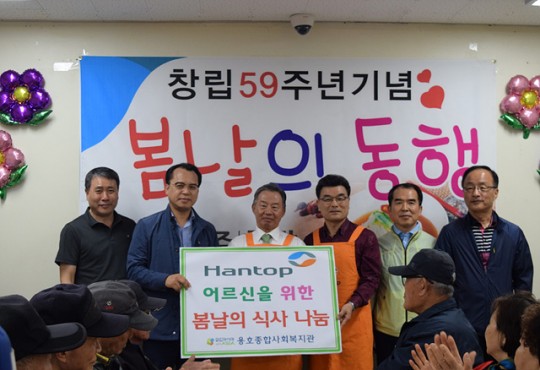 창립59주년기념
봄날의 동행
Hantop
어르신을 위한
봄날의 식사 나눔
용호종합사회복지관